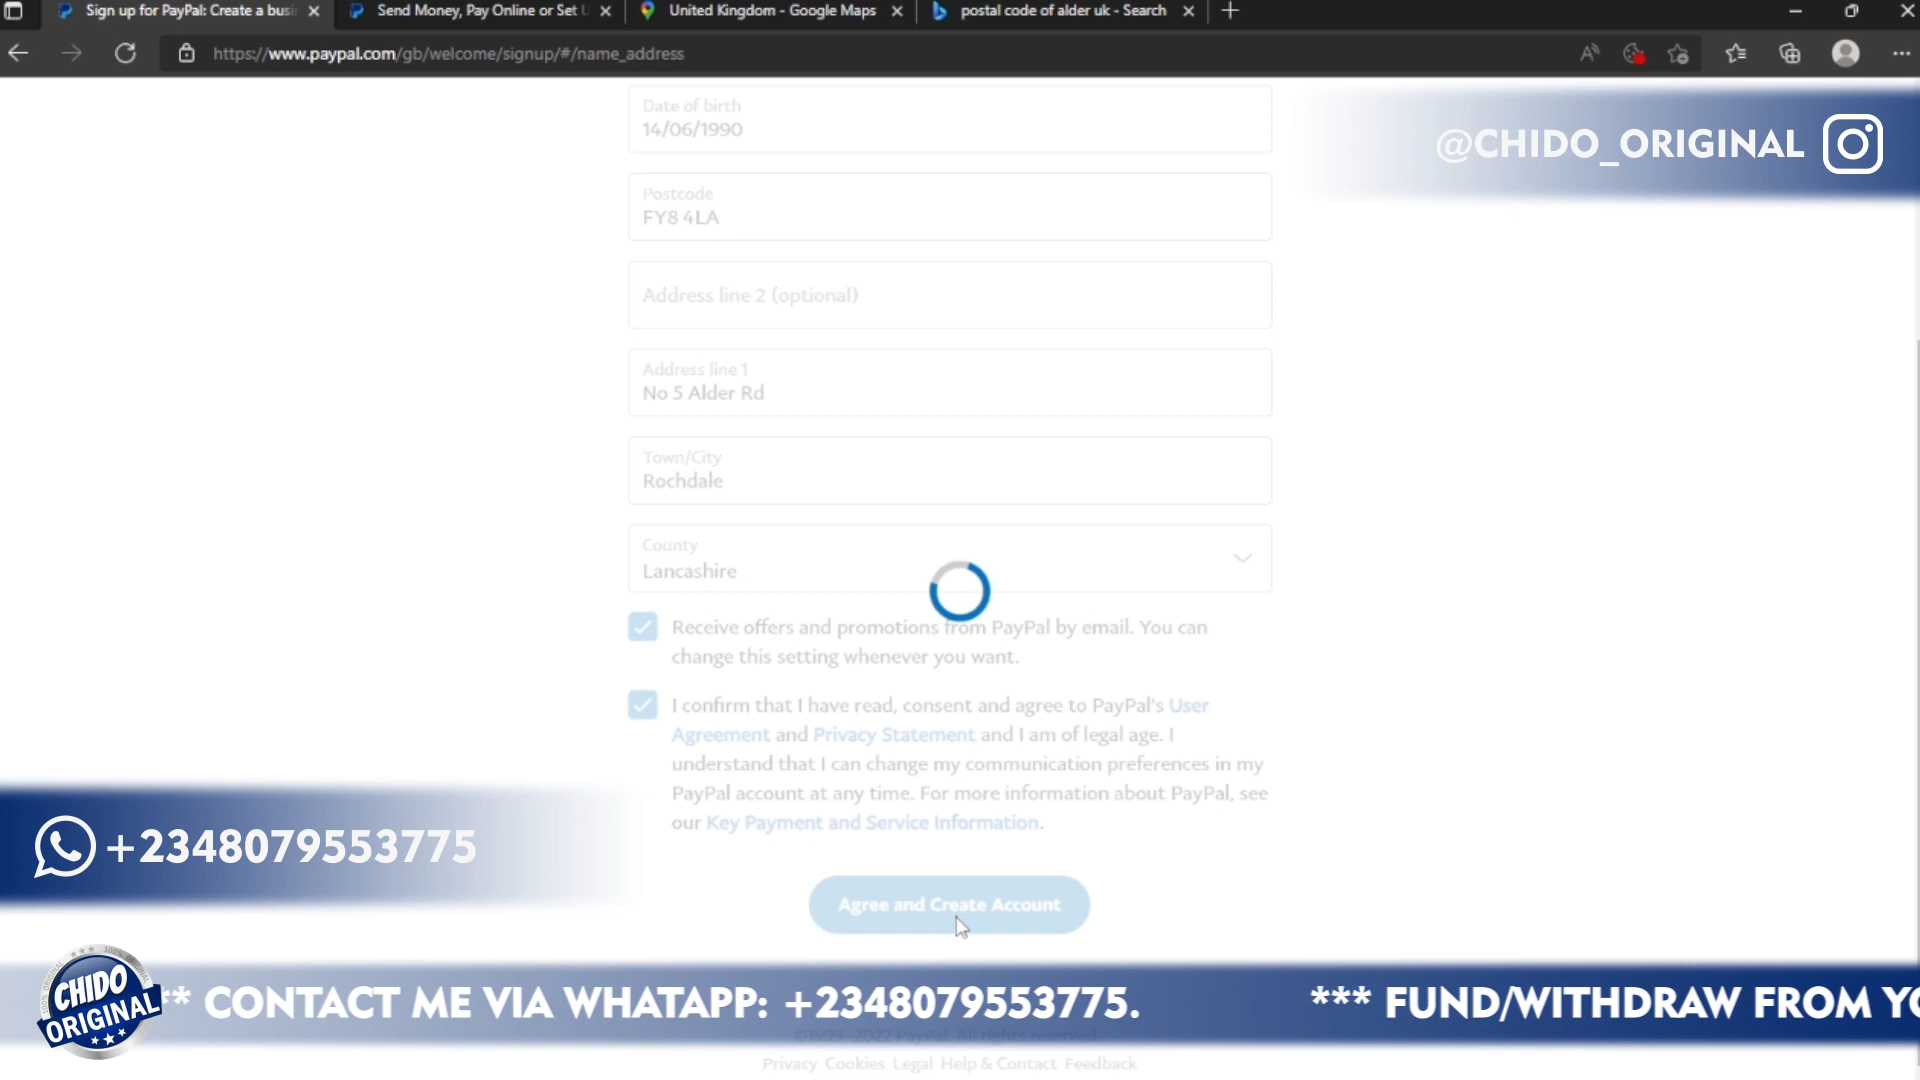 Sign up for PayPal: Create a busi
Send Money, Pay Online or Set U
United Kingdom - Google Maps
postal code of alder uk - Search
https://www.paypal.com/gb/welcome/signup/#/name_address
Date of birth
14/06/1990
@CHIDO_ORIGINAL
Postcode
FY8 4LA
Address line 2 (optional)
Address line 1
No 5 Alder Rd
Town/City
Rochdale
County
Lancashire
Receive offers and promotions from PayPal by email. You can
change this setting whenever you want.
I confirm that I have read, consent and agree to PayPal's User
Agreement and Privacy Statement and I am of legal age. I
understand that I can change my communication preferences in my
PayPal account at any time. For more information about PayPal, see
our Key Payment and Service Information.
+2348079553775
Agree and Create Account
CHIDO
ORIGINAL
** CONTACT ME VIA WHATAPP: +2348079553775.
*** FUND/WITHDRAW FROM YO
©1999 -2022 PayPal. All rights reserved.
Privacy Cookies Legal Help & Contact Feedback